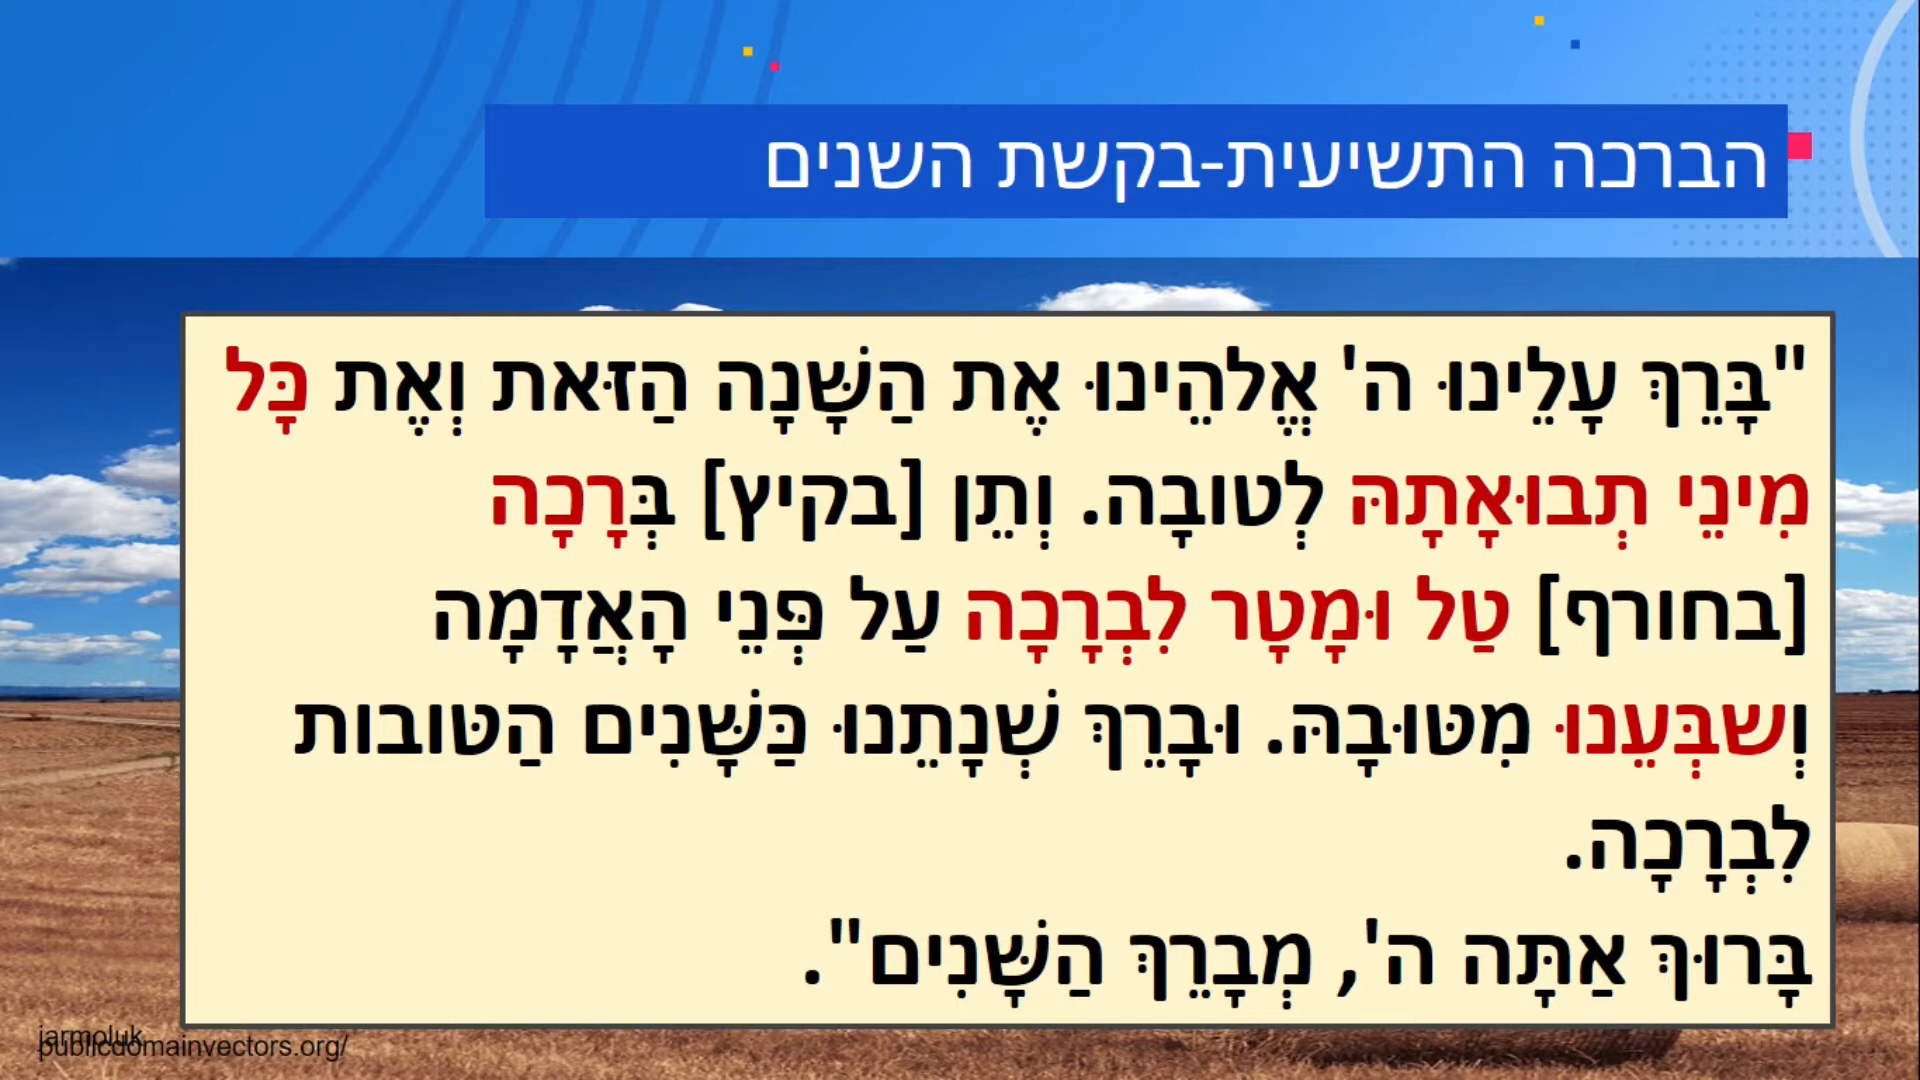 הברכה התשיעית-בקשת השנים
"בָּרֵךְ עָלֵינוּ ה' אֱלהֵינוּ אֶת הַשָּׁנָה הַזּאת וְאֶת כָּל
מִינֵי תְבוּאָתָהּ לְטובָה. וְתֵן [בקיץ] בְּרָכָה
[בחורף] טַל וּמָטָר לִבְרָכָה עַל פְּנֵי הָאֲדָמָה
וְשבְּעֵנוּ מִטּוּבָהּ. וּבָרֵךְ שְׁנָתֵנוּ כַּשָּׁנִים הַטּובות
לִבְרָכָה.
בָּרוּךְ אַתָּה ה', מְבָרֵךְ הַשָּׁנִים".
jarmoluk
publicdomainvectors.org/